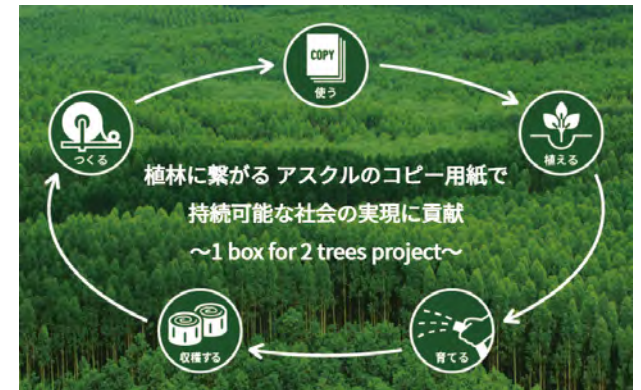 COPY
使う
つくる
植える
植林に繋がる アスクルのコピー用紙で
持続可能な社会の実現に貢献
〜1 box for 2 trees project〜
収穫する
育てる